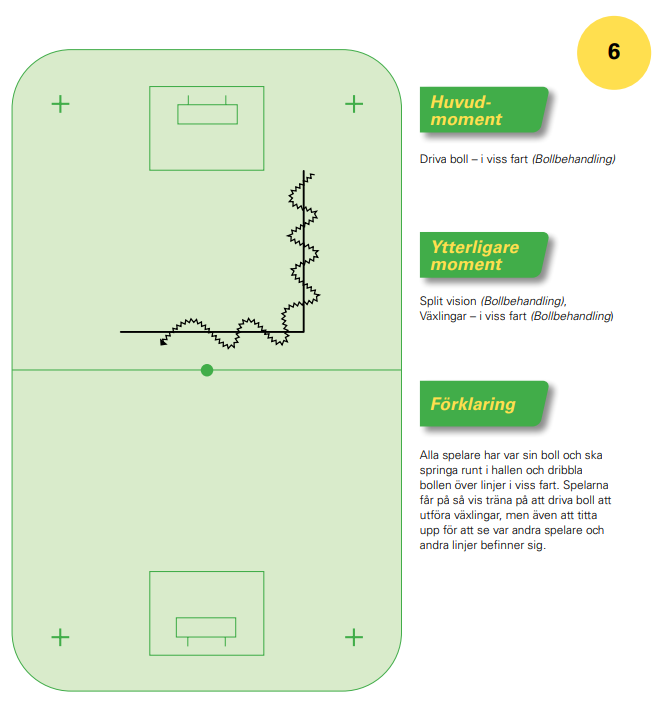 6
Huvud-
moment
Driva boll – i viss fart (Bollbehandling)
Ytterligare
moment
Split vision (Bollbehandling),
Växlingar – i viss fart (Bollbehandling)
Förklaring
Alla spelare har var sin boll och ska
springa runt i hallen och dribbla
bollen över linjer i viss fart. Spelarna
får på så vis träna på att driva boll att
utföra växlingar, men även att titta
upp för att se var andra spelare och
andra linjer befinner sig.